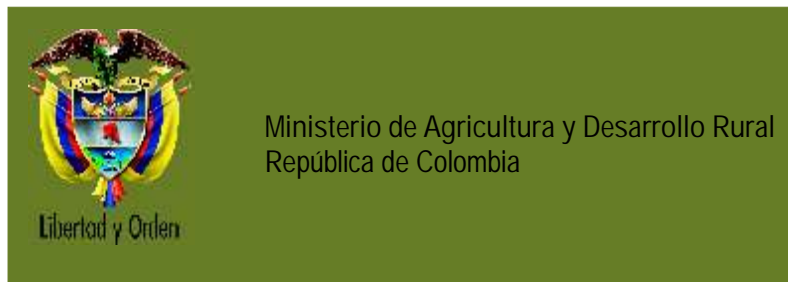 Ministerio de Agricultura y Desarrollo Rural
República de Colombia
Libertad y Orden